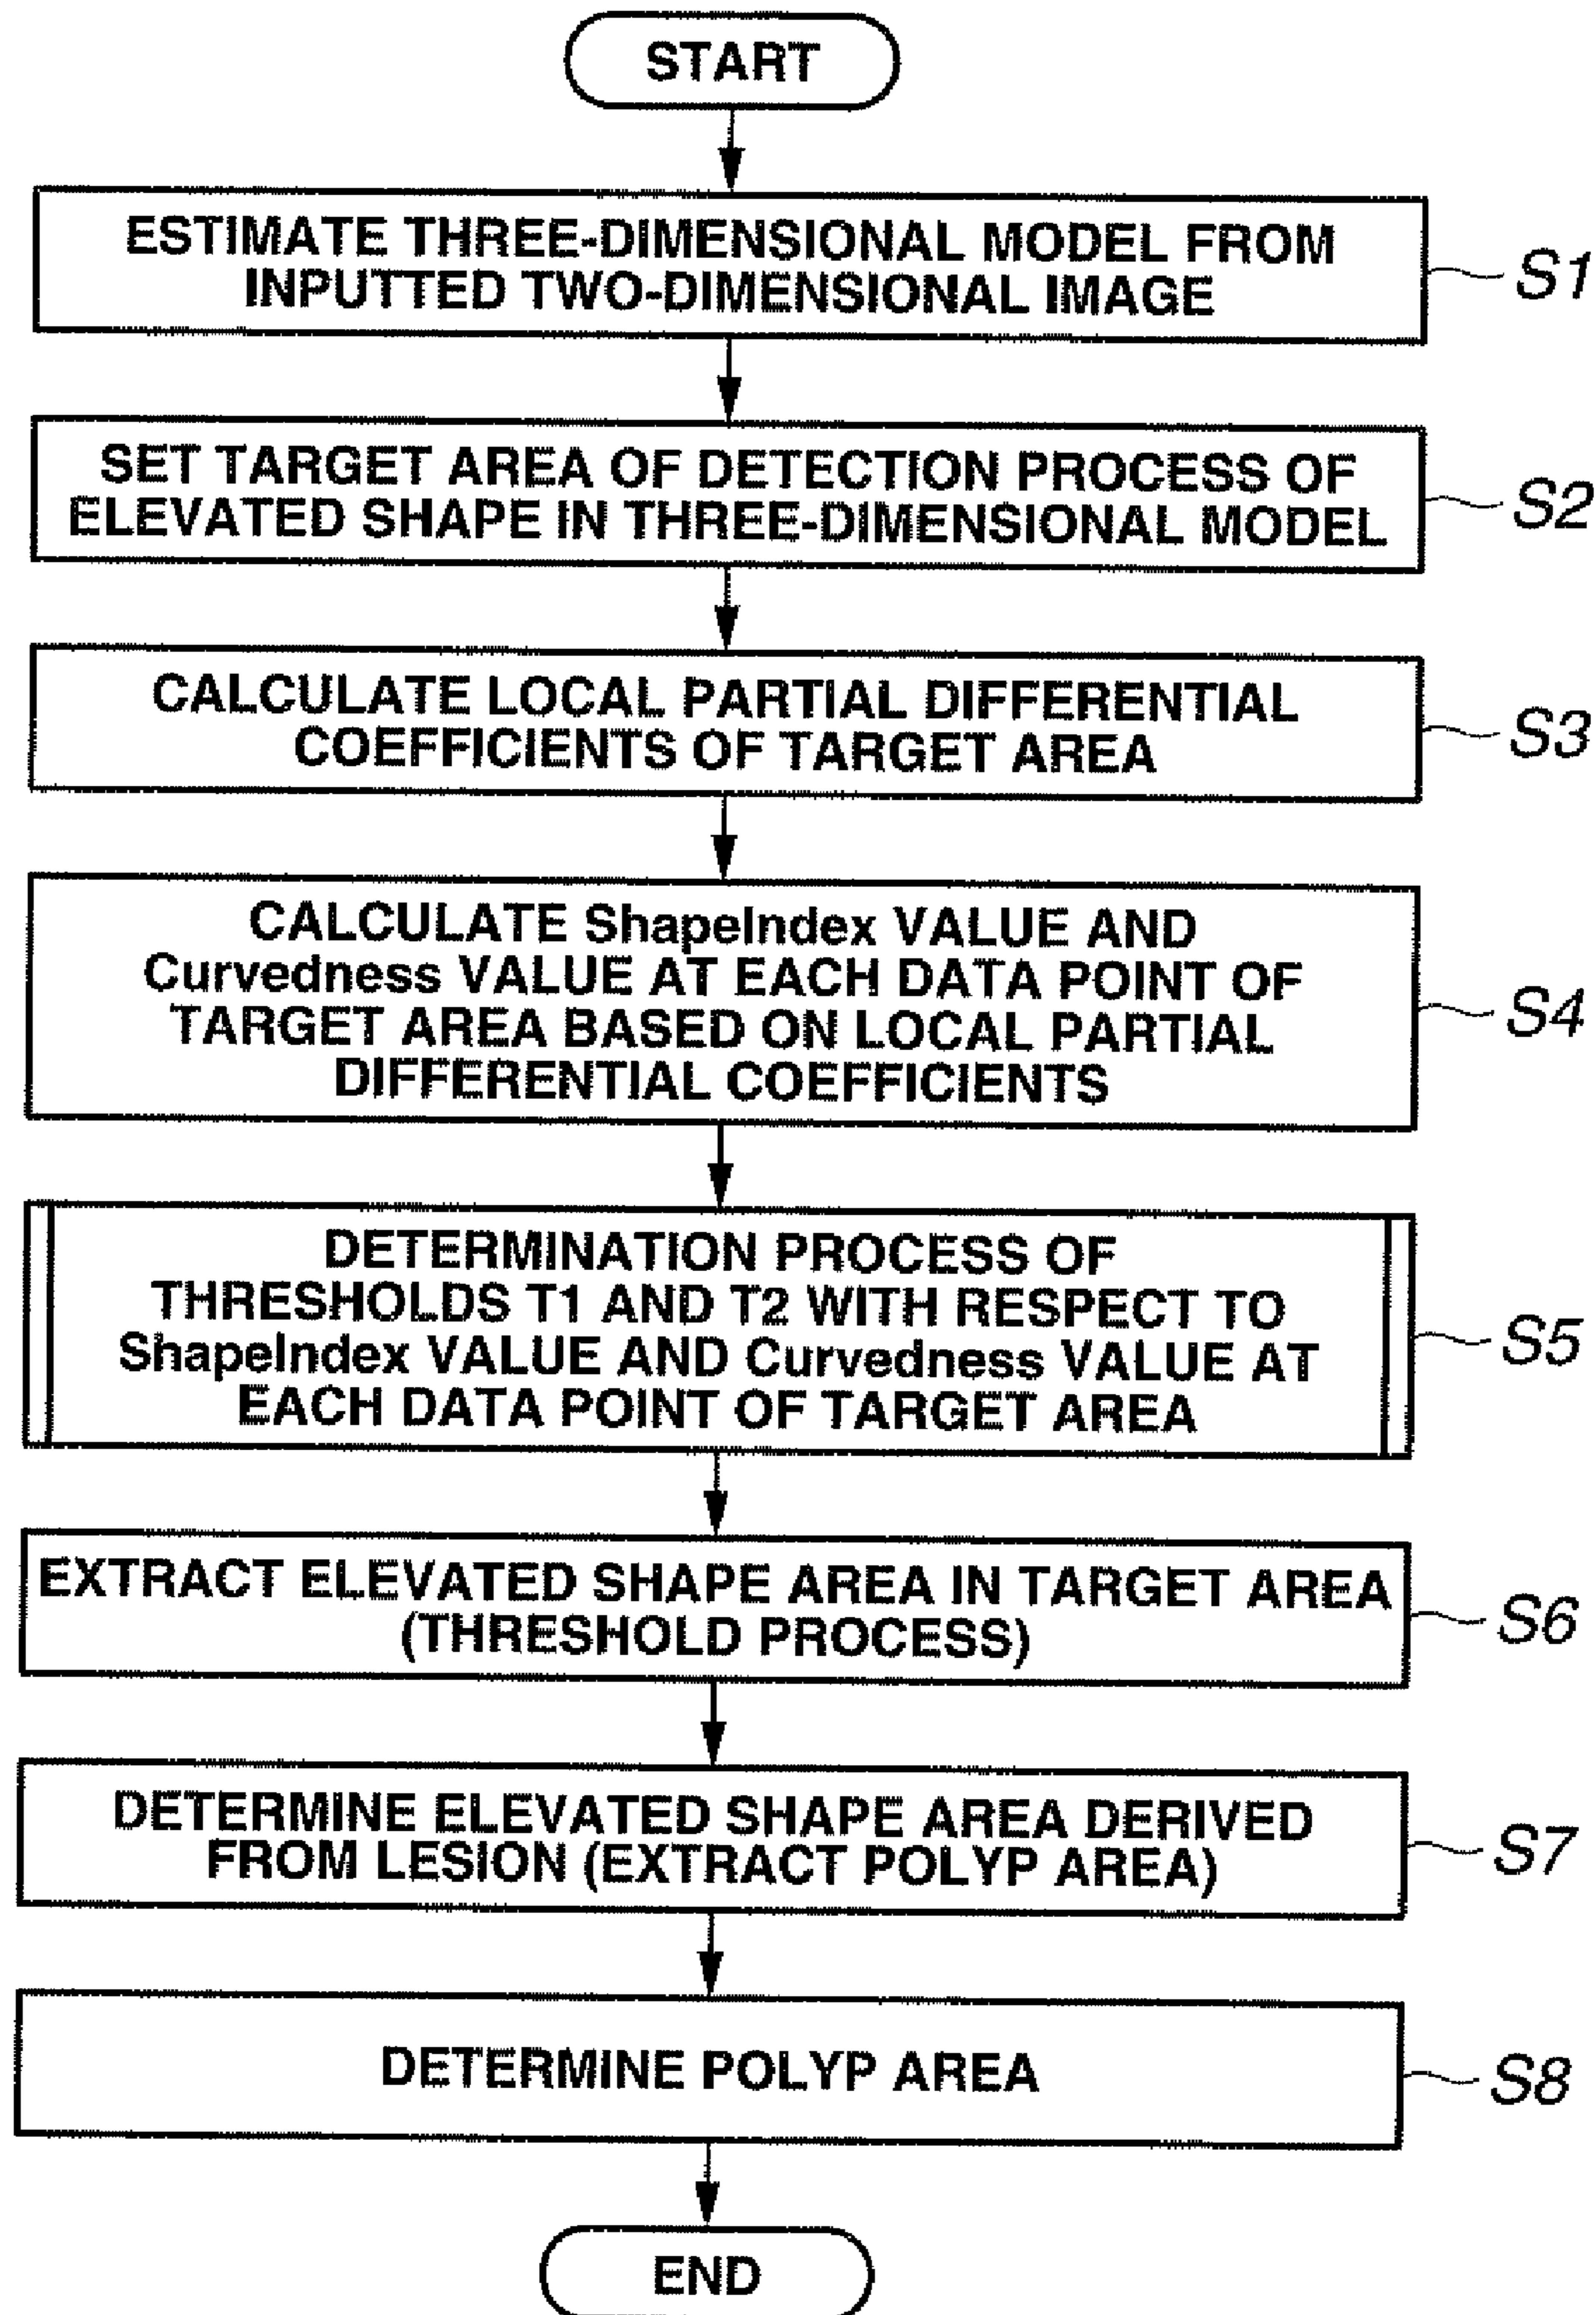 START
ESTIMATE THREE-DIMENSIONAL MODEL FROM
INPUTTED TWO-DIMENSIONAL IMAGE
S1
SET TARGET AREA OF DETECTION PROCESS OF
ELEVATED SHAPE IN THREE-DIMENSIONAL MODEL
S2
CALCULATE LOCAL PARTIAL DIFFERENTIAL
COEFFICIENTS OF TARGET AREA
S3
CALCULATE ShapeIndex VALUE AND
Curvedness VALUE AT EACH DATA POINT OF
TARGET AREA BASED ON LOCAL PARTIAL
DIFFERENTIAL COEFFICIENTS
S4
DETERMINATION PROCESS OF
THRESHOLDS T1 AND T2 WITH RESPECT TO
ShapeIndex VALUE AND Curvedness VALUE AT
EACH DATA POINT OF TARGET AREA
S5
EXTRACT ELEVATED SHAPE AREA IN TARGET AREA
(THRESHOLD PROCESS)
S6
DETERMINE ELEVATED SHAPE AREA DERIVED
FROM LESION (EXTRACT POLYP AREA)
S7
DETERMINE POLYP AREA
S8
END